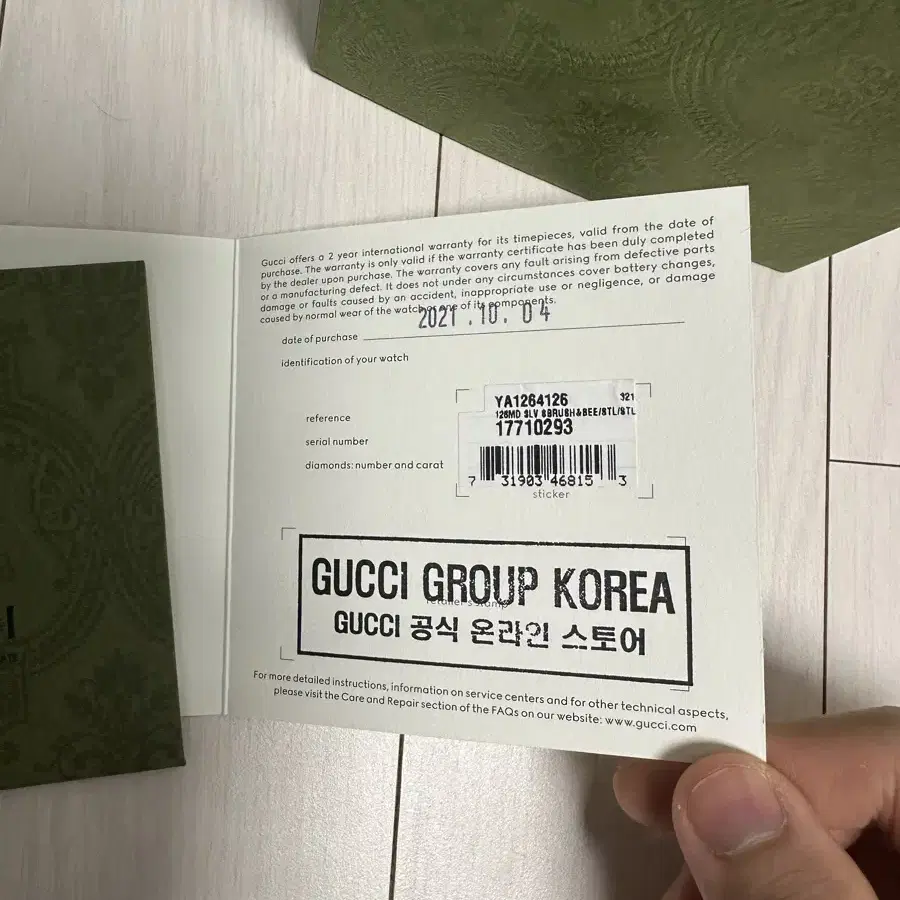 Gucci offers a 2 year international warranty for its timepieces, valid from the date of
purchase. The warranty is only valid if the warranty certificate has been duly completed
by the dealer upon purchase. The warranty covers any fault arising from defective parts
or a manufacturing defect. It does not under any circumstances cover battery changes,
damage or faults caused by an accident, inappropriate use or negligence, or damage
caused by normal wear of the watch or one of its components.
date of purchase 2021.10.04
identification of your watch
reference
serial number
diamonds: number and carat
YA1264126 321
126MD SLV SBRUSH&BEE/STL/STL
17710293
7 31903 46815 3
sticker
GUCCI GROUP KOREA
retailer's stamp
GUCCI 공식 온라인 스토어
For more detailed instructions, information on service centers and for other technical aspects,
please visit the Care and Repair section of the FAQs on our website: www.gucci.com